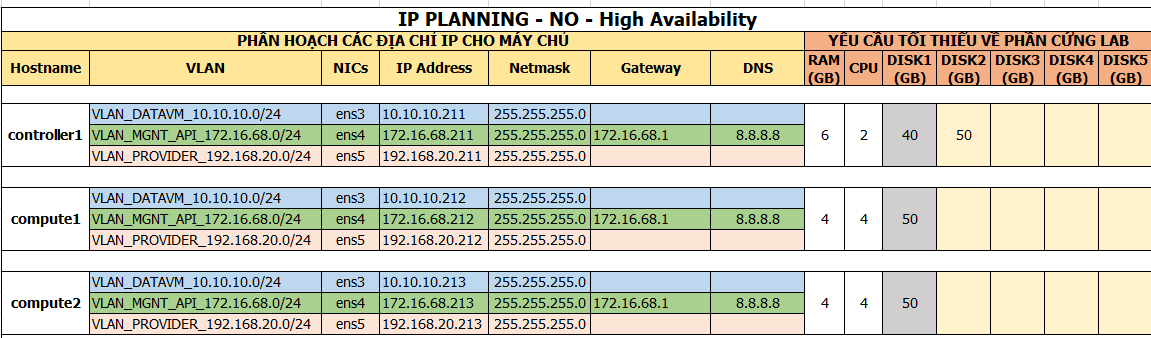 IP PLANNING - NO - High Availability
PHÂN HOẠCH CÁC ĐỊA CHỈ IP CHO MÁY CHỦ YÊU CẦU TỐI THIỂU VỀ PHẦN CỨNG LAB
Hostname VLAN NICs IP Address Netmask Gateway DNS RAM (GB) CPU DISK1 (GB) DISK2 (GB) DISK3 (GB) DISK4 (GB) DISK5 (GB)
VLAN_DATAVM_10.10.10.0/24 ens3 10.10.10.211 255.255.255.0
controller1 VLAN_MGNT_API_172.16.68.0/24 ens4 172.16.68.211 255.255.255.0 172.16.68.1 8.8.8.8 6 2 40 50
VLAN_PROVIDER_192.168.20.0/24 ens5 192.168.20.211 255.255.255.0
VLAN_DATAVM_10.10.10.0/24 ens3 10.10.10.212 255.255.255.0
compute1 VLAN_MGNT_API_172.16.68.0/24 ens4 172.16.68.212 255.255.255.0 172.16.68.1 8.8.8.8 4 4 50
VLAN_PROVIDER_192.168.20.0/24 ens5 192.168.20.212 255.255.255.0
VLAN_DATAVM_10.10.10.0/24 ens3 10.10.10.213 255.255.255.0
compute2 VLAN_MGNT_API_172.16.68.0/24 ens4 172.16.68.213 255.255.255.0 172.16.68.1 8.8.8.8 4 4 50
VLAN_PROVIDER_192.168.20.0/24 ens5 192.168.20.213 255.255.255.0